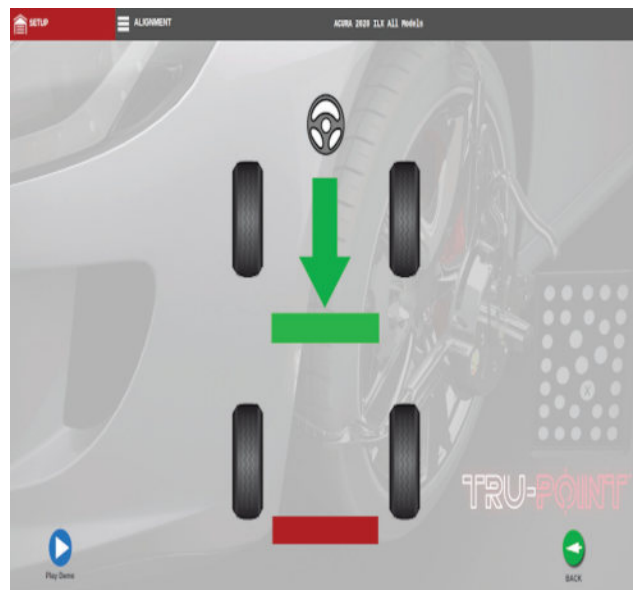 SETUP
ALIGNMENT
ACURA 2020 ILX All Models
TRU-POINT
Play Demo
BACK